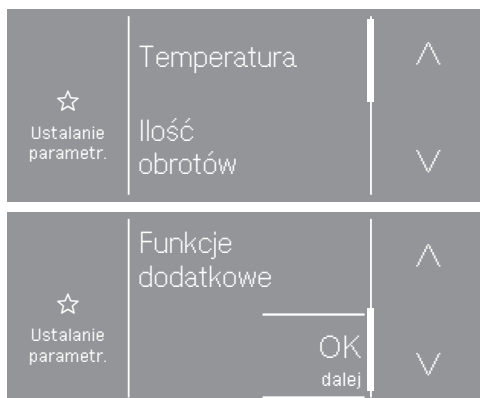 Ustalanie
parametr.
Temperatura
Ilość
obrotów
Ustalanie
parametr.
Funkcje
dodatkowe
OK
dalej